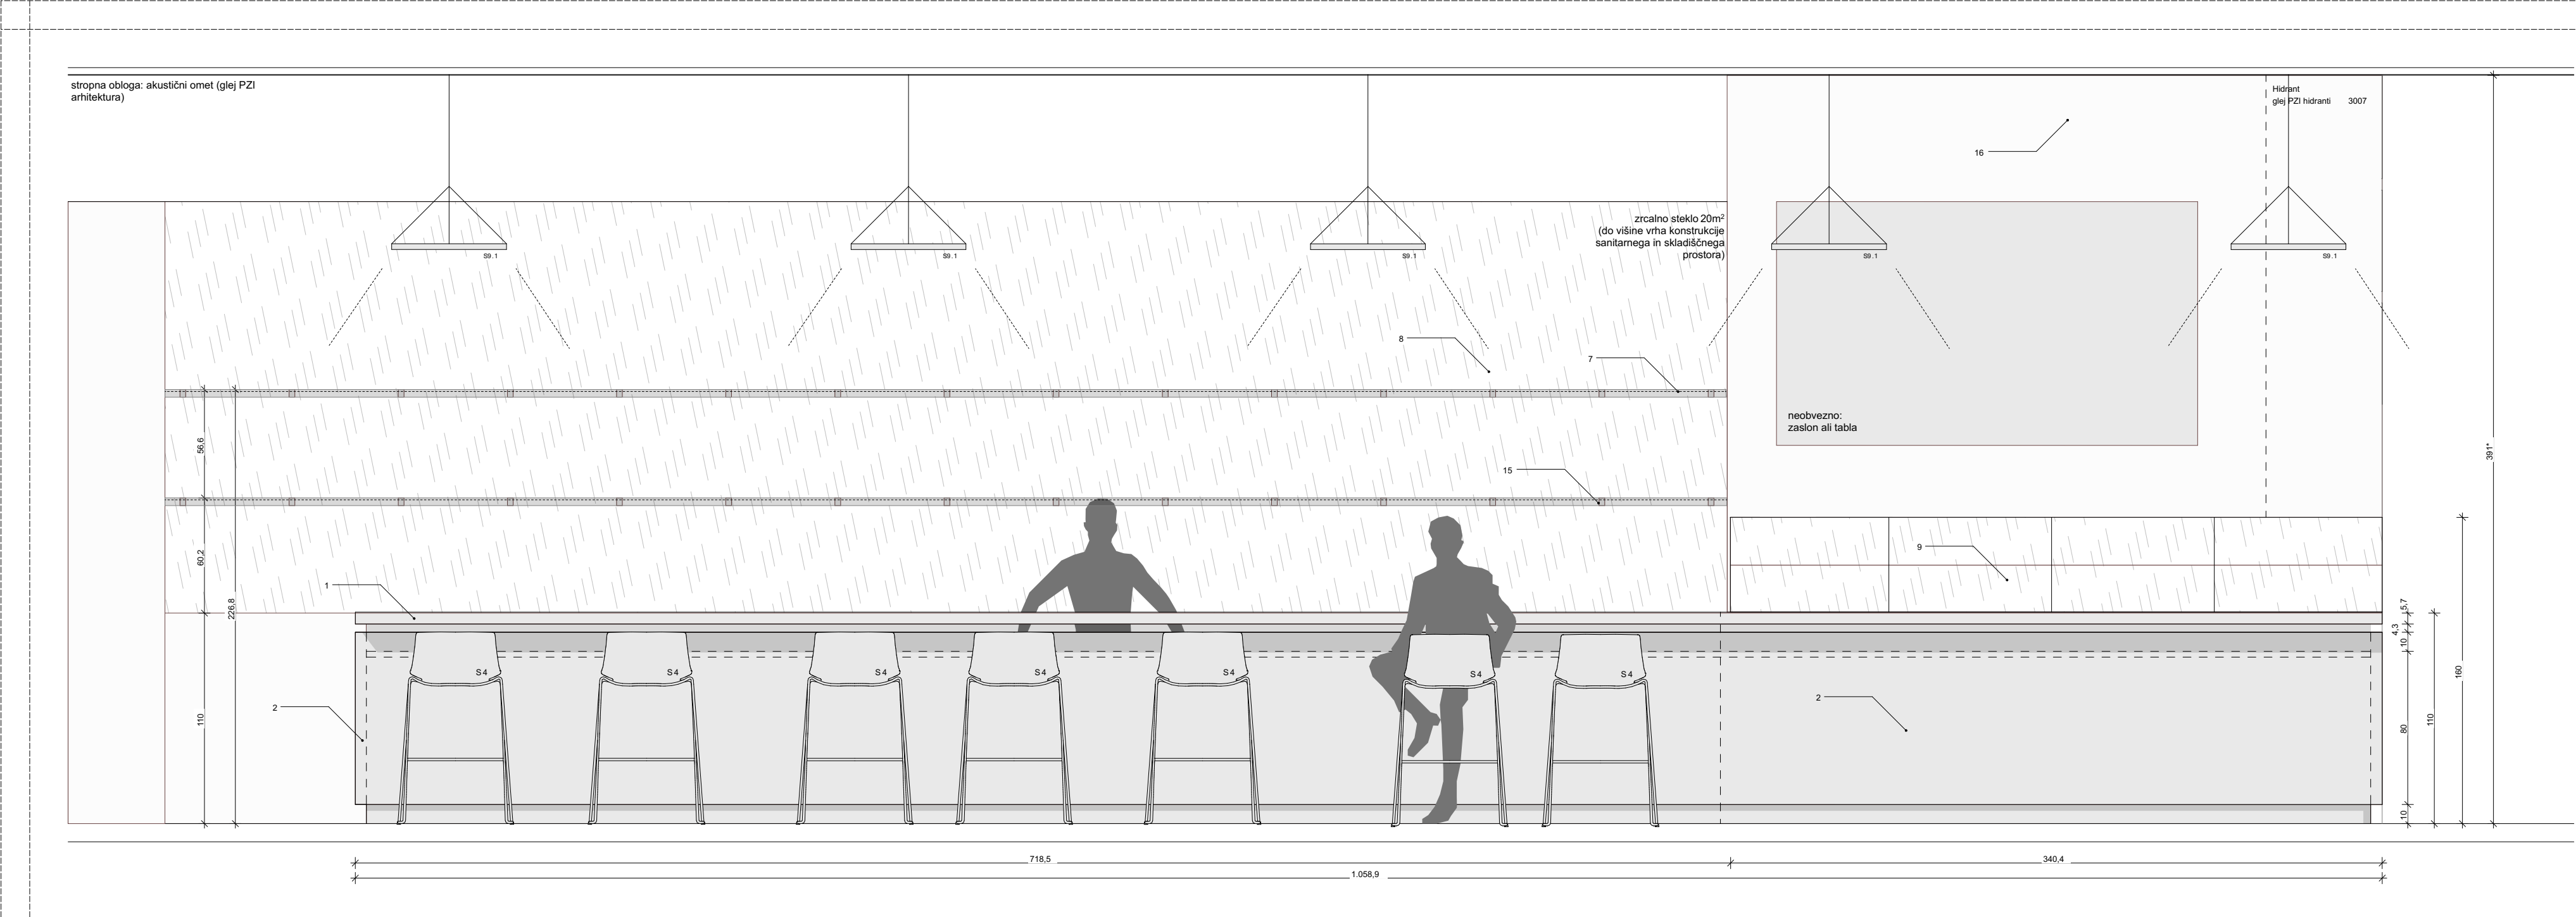 stropna obloga: akustični omet (glej PZI
arhitektura)
Hidrant
glej PZI hidranti 3007
16
zrcalno steklo 20m²
(do višine vrha konstrukcije
sanitarnega in skladiščnega
prostora)
S9.1
S9.1
S9.1
S9.1
S9.1
8
7
neobvezno:
zaslon ali tabla
56,6
391*
15
9
60,2
1
226,8
5,7
4,3
10
S4
S4
S4
S4
S4
S4
S4
160
2
2
110
80
110
10
718,5
340,4
1.058,9